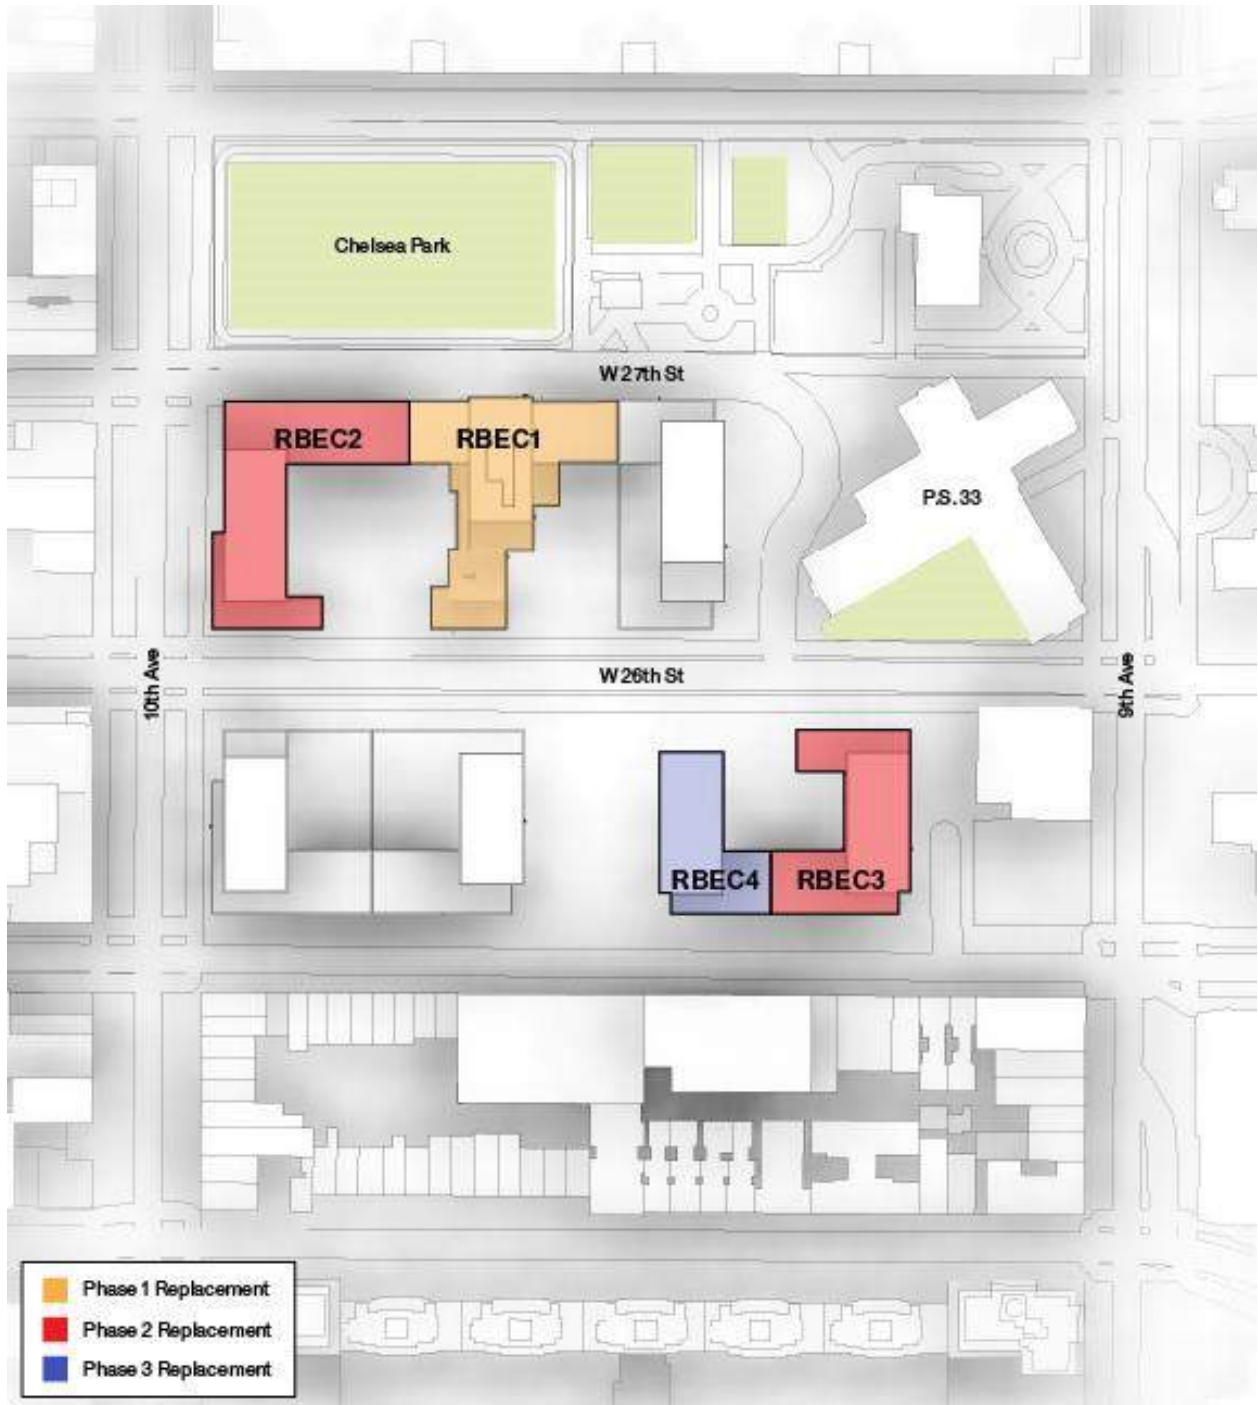 Chelsea Park
W 27th St
RBEC2
RBEC1
P.S. 33
W 26th St
10th Ave
9th Ave
RBEC4
RBEC3
Phase 1 Replacement
Phase 2 Replacement
Phase 3 Replacement